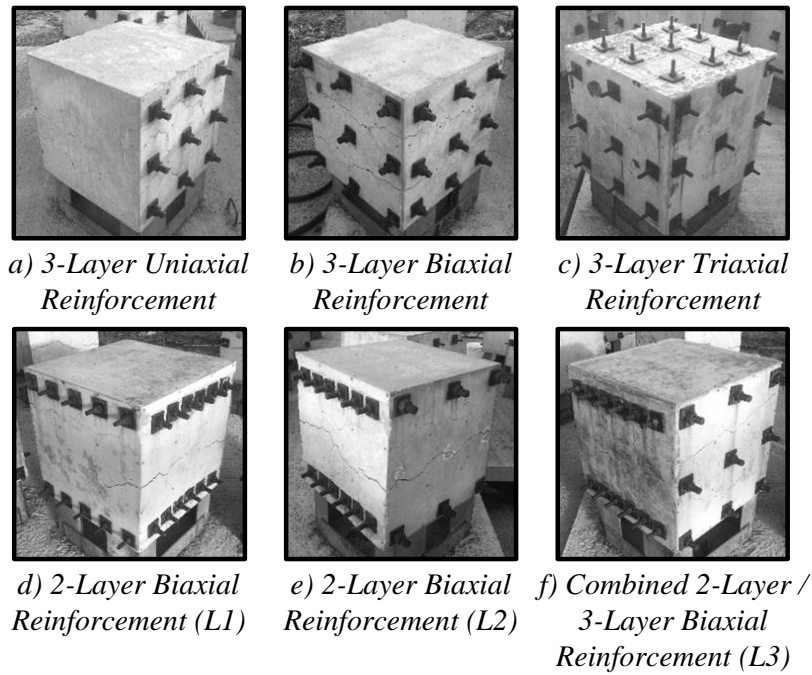 a) 3-Layer Uniaxial
Reinforcement
b) 3-Layer Biaxial
Reinforcement
c) 3-Layer Triaxial
Reinforcement
d) 2-Layer Biaxial
Reinforcement (L1)
e) 2-Layer Biaxial
Reinforcement (L2)
f) Combined 2-Layer /
3-Layer Biaxial
Reinforcement (L3)